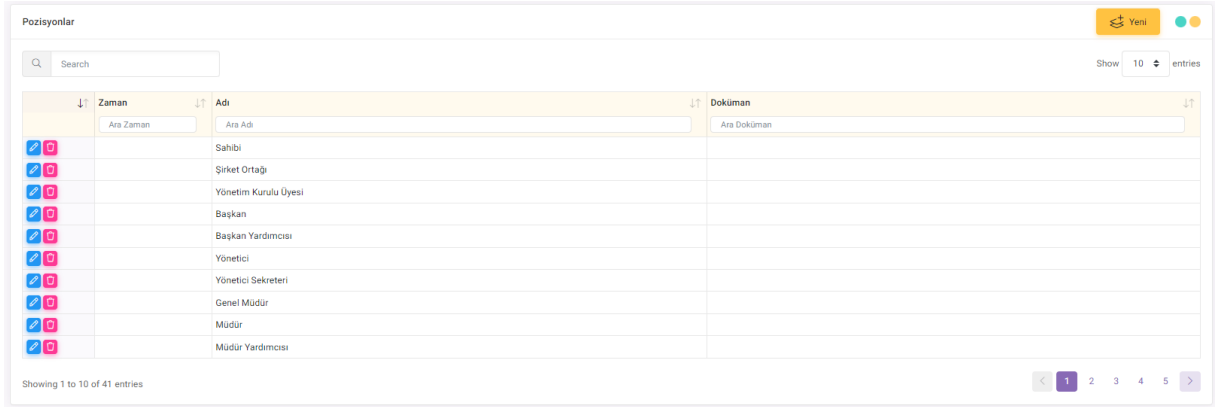 Pozisyonlar
Yeni
Search
Show 10 entries
Zaman Adı Doküman
Ara Zaman Ara Adı Ara Doküman
Sahibi
Şirket Ortağı
Yönetim Kurulu Üyesi
Başkan
Başkan Yardımcısı
Yönetici
Yönetici Sekreteri
Genel Müdür
Müdür
Müdür Yardımcısı
Showing 1 to 10 of 41 entries
1 2 3 4 5